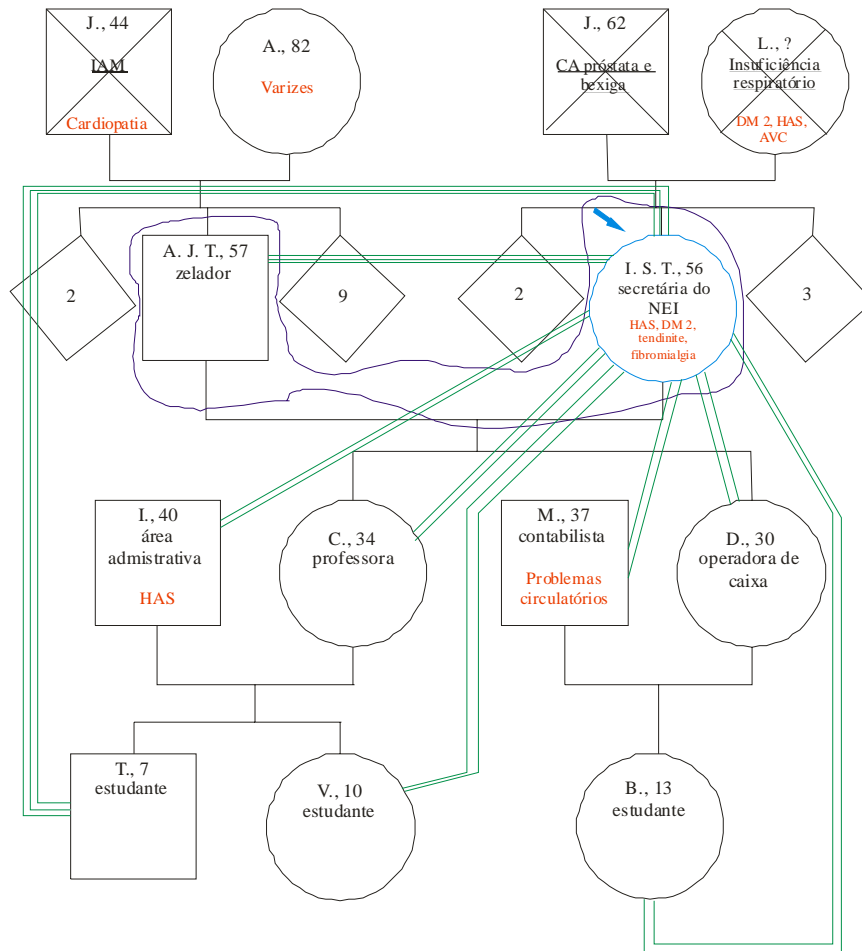 J., 44
IAM
Cardiopatia
A., 82
Varizes
J., 62
CA próstata e
bexiga
L., ?
Insuficiência
respiratório
DM 2, HAS,
AVC
2
A. J. T., 57
zelador
9
2
I. S. T., 56
secretária do
NEI
HAS, DM 2,
tendinite,
fibromialgia
3
I., 40
área
admistrativa
HAS
C., 34
professora
M., 37
contabilista
Problemas
circulatórios
D., 30
operadora de
caixa
T., 7
estudante
V., 10
estudante
B., 13
estudante